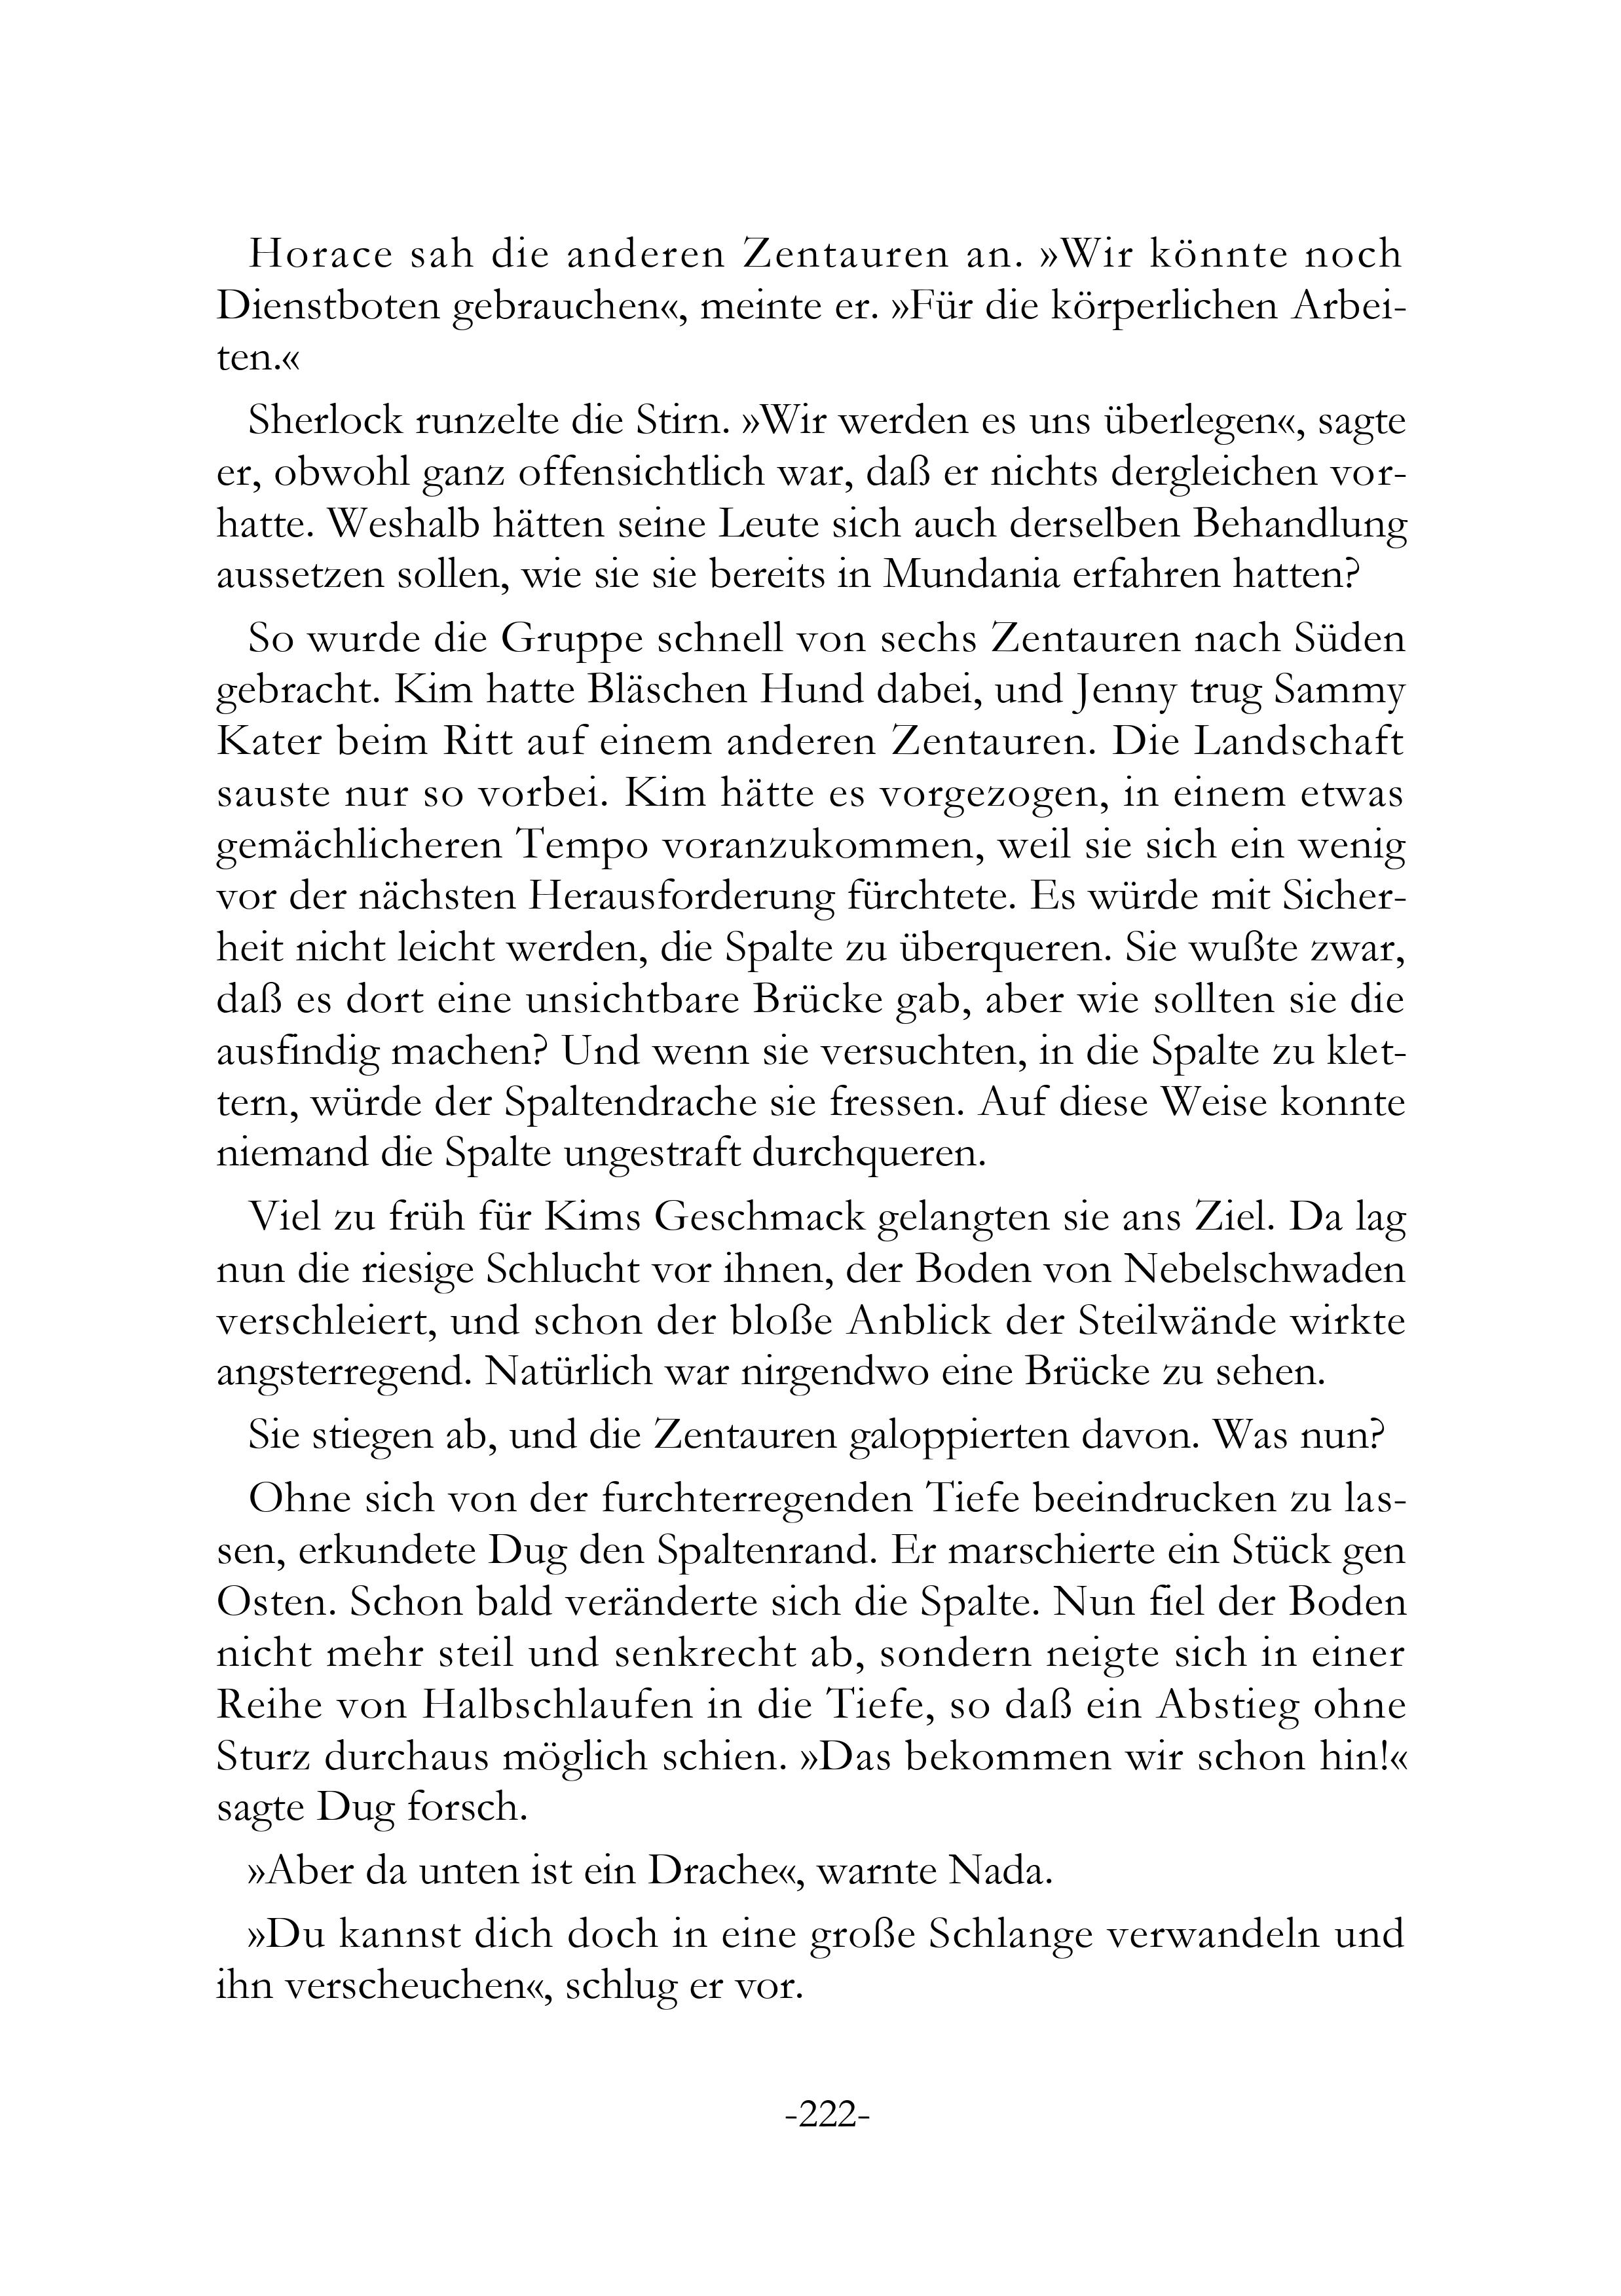 Horace sah die anderen Zentauren an. »Wir könnte noch
Dienstboten gebrauchen«, meinte er. »Für die körperlichen Arbei-
ten.«
Sherlock runzelte die Stirn. »Wir werden es uns überlegen«, sagte
er, obwohl ganz offensichtlich war, daß er nichts dergleichen vor-
hatte. Weshalb hätten seine Leute sich auch derselben Behandlung
aussetzen sollen, wie sie sie bereits in Mundania erfahren hatten?
So wurde die Gruppe schnell von sechs Zentauren nach Süden
gebracht. Kim hatte Bläschen Hund dabei, und Jenny trug Sammy
Kater beim Ritt auf einem anderen Zentauren. Die Landschaft
sauste nur so vorbei. Kim hätte es vorgezogen, in einem etwas
gemächlicheren Tempo voranzukommen, weil sie sich ein wenig
vor der nächsten Herausforderung fürchtete. Es würde mit Sicher-
heit nicht leicht werden, die Spalte zu überqueren. Sie wußte zwar,
daß es dort eine unsichtbare Brücke gab, aber wie sollten sie die
ausfindig machen? Und wenn sie versuchten, in die Spalte zu klet-
tern, würde der Spaltendrache sie fressen. Auf diese Weise konnte
niemand die Spalte ungestraft durchqueren.
Viel zu früh für Kims Geschmack gelangten sie ans Ziel. Da lag
nun die riesige Schlucht vor ihnen, der Boden von Nebelschwaden
verschleiert, und schon der bloße Anblick der Steilwände wirkte
angsterregend. Natürlich war nirgendwo eine Brücke zu sehen.
Sie stiegen ab, und die Zentauren galoppierten davon. Was nun?
Ohne sich von der furchterregenden Tiefe beeindrucken zu las-
sen, erkundete Dug den Spaltenrand. Er marschierte ein Stück gen
Osten. Schon bald veränderte sich die Spalte. Nun fiel der Boden
nicht mehr steil und senkrecht ab, sondern neigte sich in einer
Reihe von Halbschlaufen in die Tiefe, so daß ein Abstieg ohne
Sturz durchaus möglich schien. »Das bekommen wir schon hin!«
sagte Dug forsch.
»Aber da unten ist ein Drache«, warnte Nada.
»Du kannst dich doch in eine große Schlange verwandeln und
ihn verscheuchen«, schlug er vor.
-222-